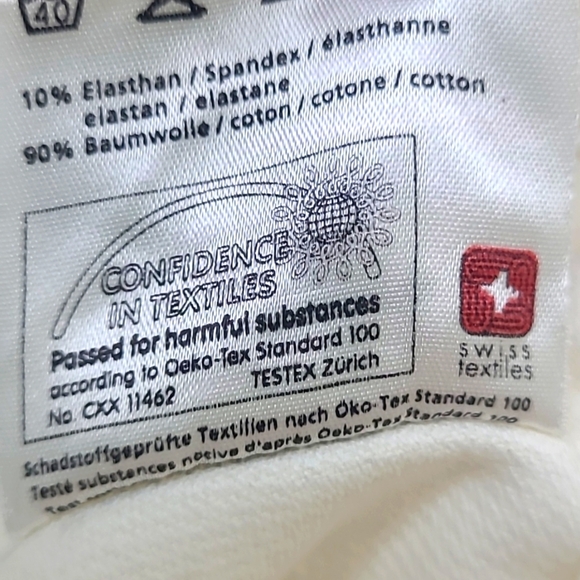 40
10% Elasthan / Spandex / élasthanne
elastan / elastane
90% Baumwolle / coton / cotone / cotton
CONFIDENCE
IN TEXTILES
Passed for harmful substances
according to Oeko-Tex Standard 100
No. CXX 11462 TESTEX Zürich
swiss
textiles
Schadstoffgeprüfte Textilien nach Öko-Tex Standard 100
Testé substances nocive d'après Oeko-Tex Standard 100